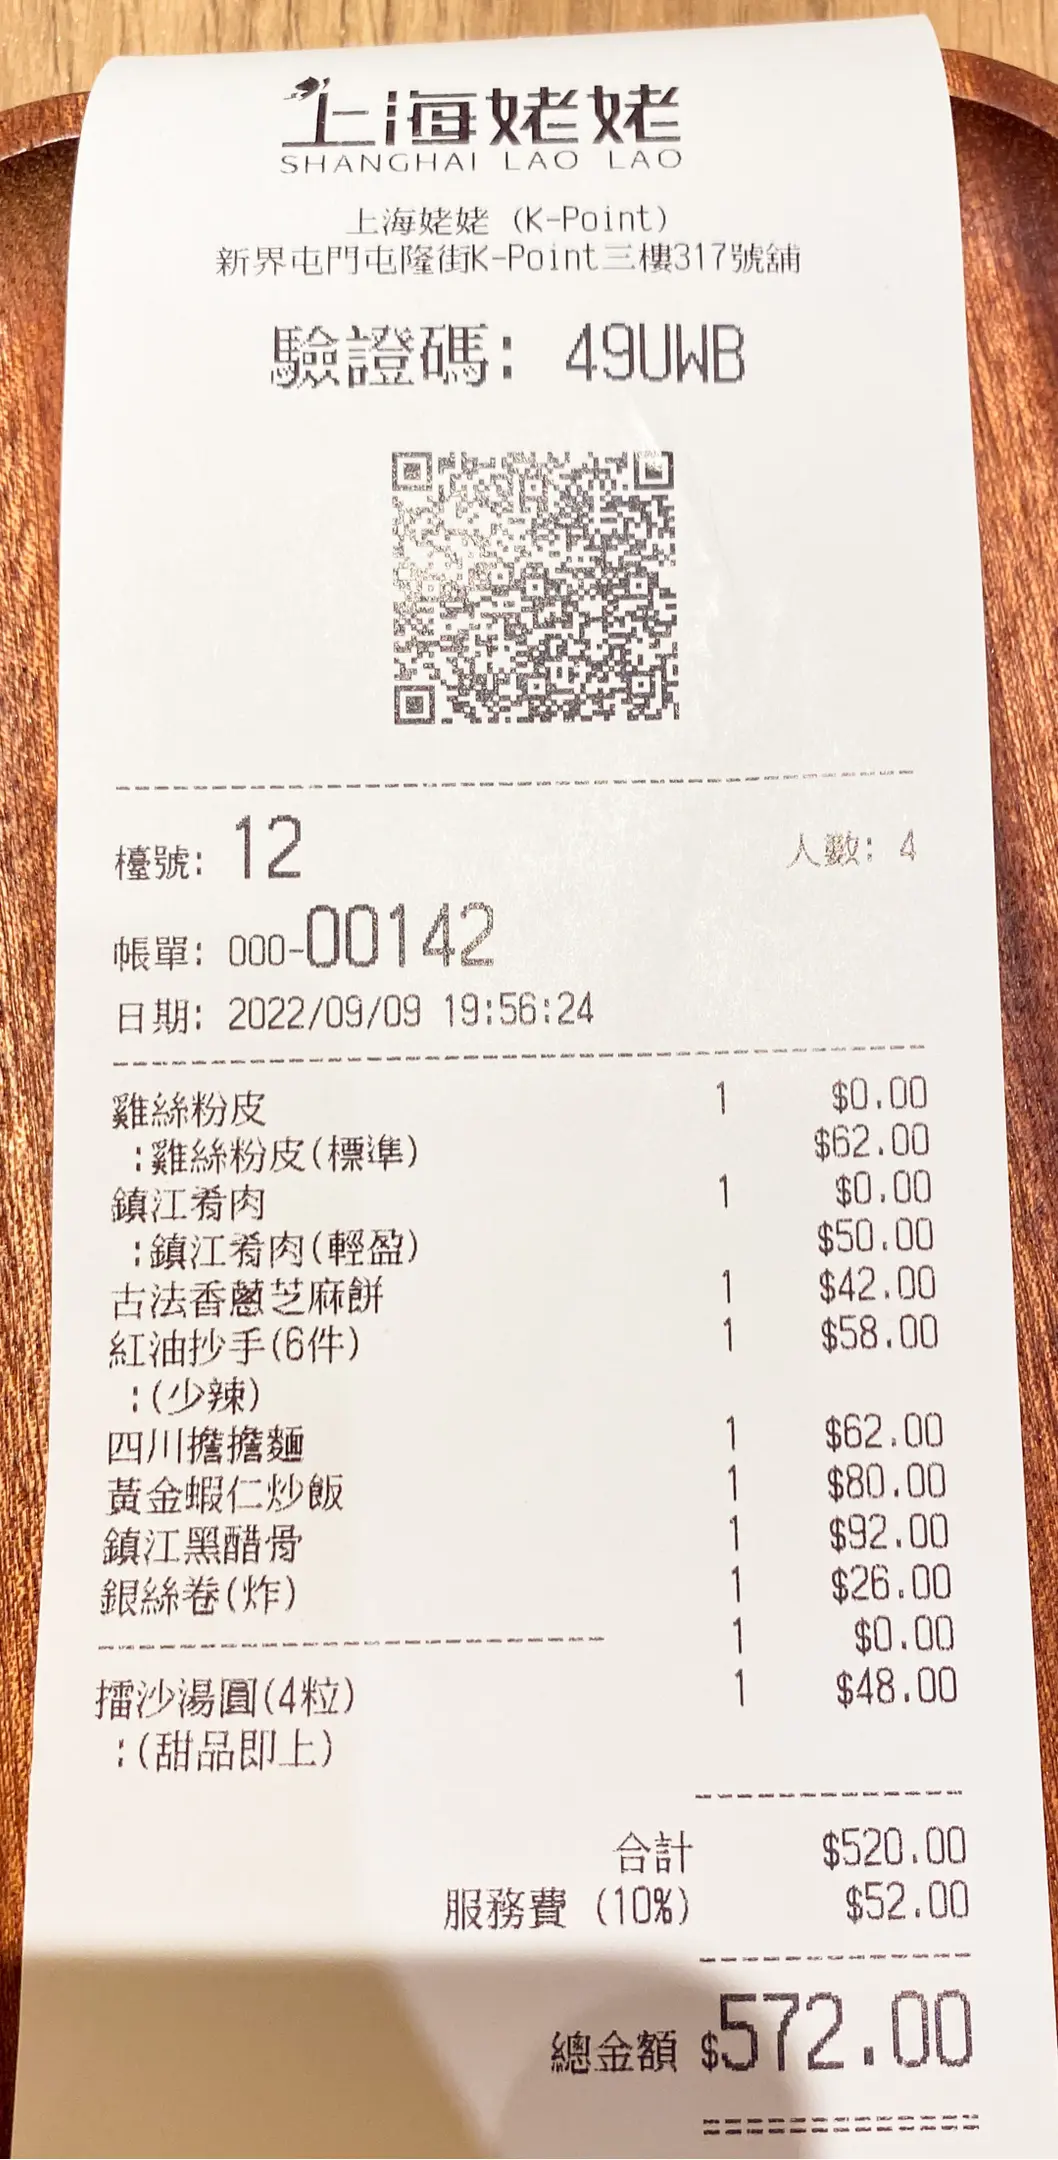 上海姥姥
SHANGHAI LAO LAO
上海姥姥 (K-Point)
新界屯門屯隆街K-Point三樓317號舖
驗證碼: 49UWB
檯號: 12 人數: 4
帳單: 000-00142
日期: 2022/09/09 19:56:24
雞絲粉皮 1 $0.00
:雞絲粉皮(標準) $62.00
鎮江肴肉 1 $0.00
:鎮江肴肉(輕盈) $50.00
古法香蔥芝麻餅 1 $42.00
紅油抄手(6件) 1 $58.00
:(少辣)
四川擔擔麵 1 $62.00
黃金蝦仁炒飯 1 $80.00
鎮江黑醋骨 1 $92.00
銀絲卷(炸) 1 $26.00
1 $0.00
擂沙湯圓(4粒) 1 $48.00
:(甜品即上)
合計 $520.00
服務費 (10%) $52.00
總金額 $572.00